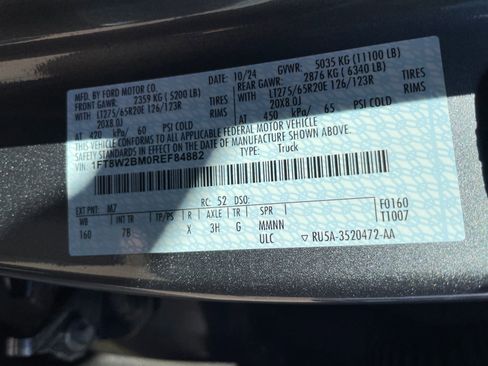 MFD. BY FORD MOTOR CO.
DATE: 10/24 GVWR: 5035 KG (11100 LB)
FRONT GAWR: 2359 KG (5200 LB) REAR GAWR: 2876 KG (6340 LB)
WITH LT275/65R20E 126/123R TIRES WITH LT275/65R20E 126/123R TIRES
20X8.0J 20X8.0J
AT 420 kPa/ 60 PSI COLD AT 450 kPa/ 65 PSI COLD
THIS VEHICLE CONFORMS TO ALL APPLICABLE FEDERAL MOTOR VEHICLE
SAFETY STANDARDS IN EFFECT ON THE DATE OF MANUFACTURE SHOWN ABOVE.
VIN: 1FT8W2BM0REF84882 TYPE: Truck
F0160
T1007
EXT PNT: M7 RC: 52 DSO:
WB INT TR TP/PS R AXLE TR SPR
160 7B X 3H G MMNN
ULC ▽ RU5A-3520472-AA